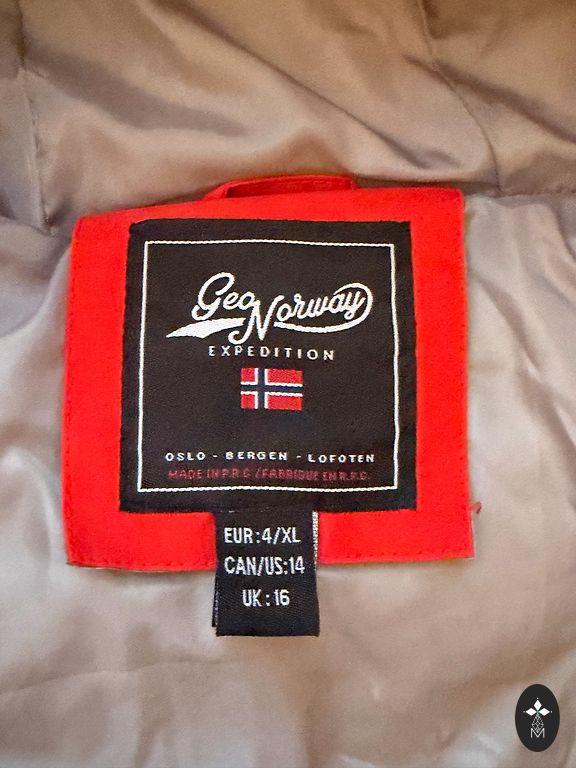 Geo
Norway
EXPEDITION
OSLO - BERGEN - LOFOTEN
MADE IN P.R.C / FABRIQUE EN R.P.C.
EUR:4/XL
CAN/US:14
UK: 16
M